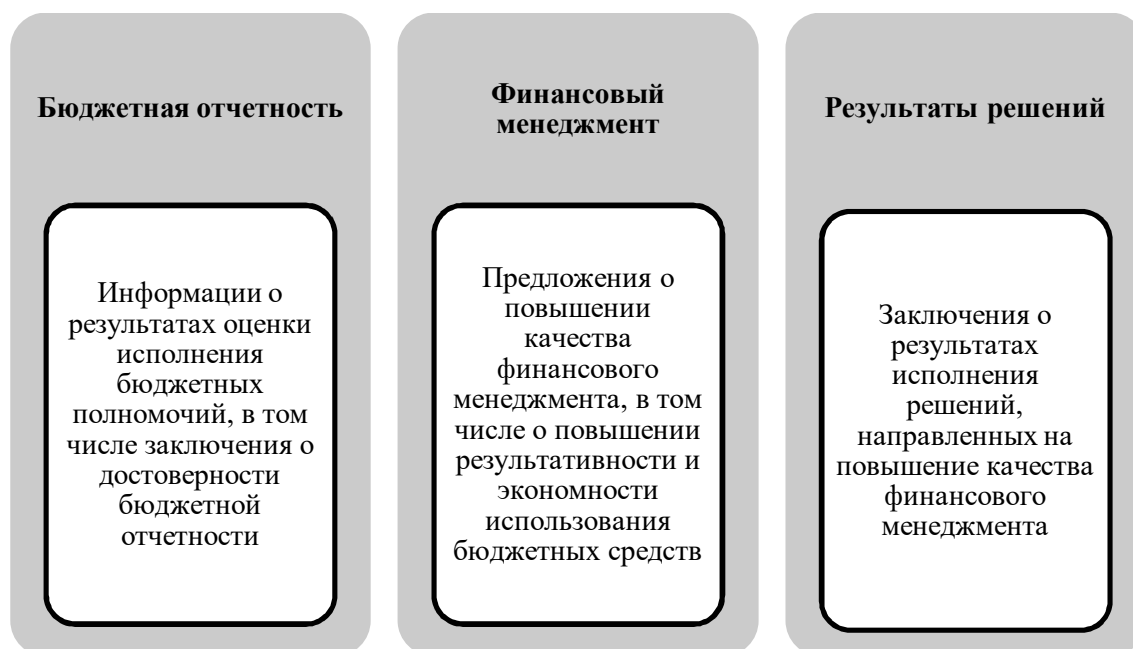 Бюджетная отчетность
Информации о
результатах оценки
исполнения
бюджетных
полномочий, в том
числе заключения о
достоверности
бюджетной
отчетности
Финансовый
менеджмент
Предложения о
повышении
качества
финансового
менеджмента, в том
числе о повышении
результативности и
экономности
использования
бюджетных средств
Результаты решений
Заключения о
результатах
исполнения
решений,
направленных на
повышение качества
финансового
менеджмента